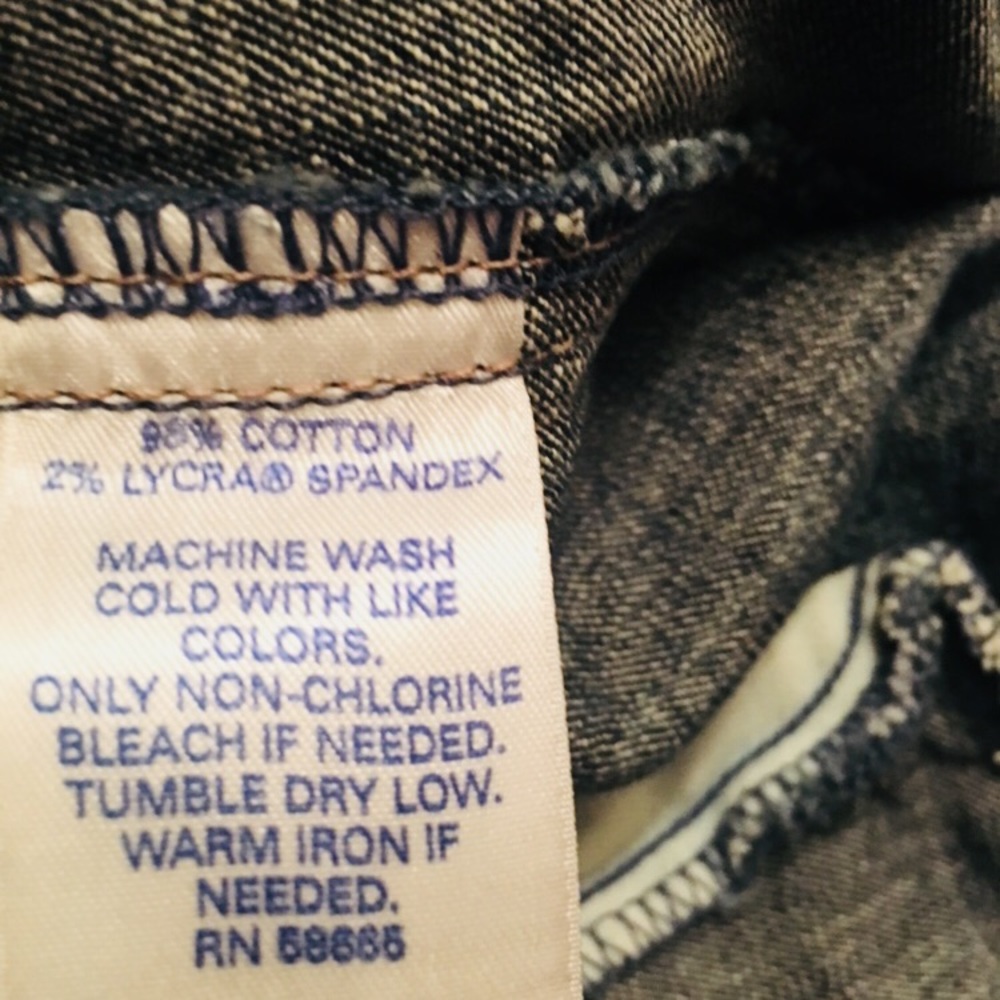 98% COTTON
2% LYCRA® SPANDEX
MACHINE WASH
COLD WITH LIKE
COLORS.
ONLY NON-CHLORINE
BLEACH IF NEEDED.
TUMBLE DRY LOW.
WARM IRON IF
NEEDED.
RN